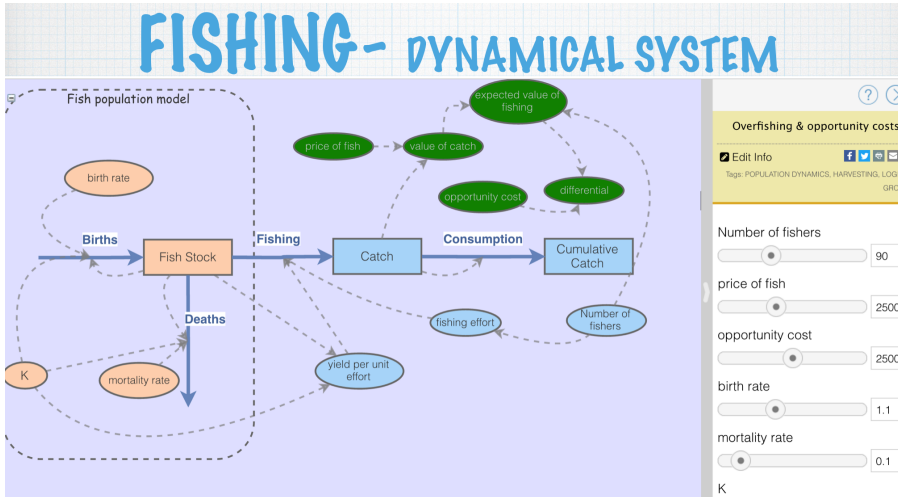 FISHING- DYNAMICAL SYSTEM
Fish population model
expected value of
fishing
price of fish
value of catch
birth rate
opportunity cost
differential
Births
Fish Stock
Fishing
Catch
Consumption
Cumulative
Catch
Deaths
fishing effort
Number of
fishers
K
mortality rate
yield per unit
effort
?
Overfishing & opportunity costs
Edit Info
f
Tags: POPULATION DYNAMICS, HARVESTING, LOGI
GRO
Number of fishers
90
price of fish
2500
opportunity cost
2500
birth rate
1.1
mortality rate
0.1
K